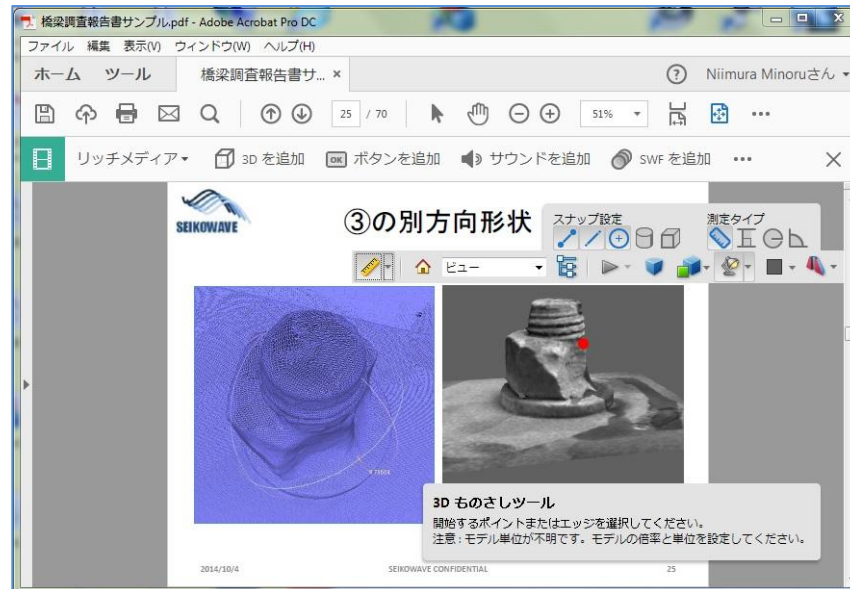 橋梁調査報告書サンプル.pdf - Adobe Acrobat Pro DC
ファイル 編集 表示(V) ウィンドウ(W) ヘルプ(H)
ホーム ツール 橋梁調査報告書サ... × Niimura Minoruさん
25 / 70 51%
リッチメディア 3D を追加 OK ボタンを追加 サウンドを追加 SWF を追加
SEIKOWAVE
③の別方向形状
スナップ設定 測定タイプ
ビュー
3D ものさしツール
開始するポイントまたはエッジを選択してください。
注意 : モデル単位が不明です。モデルの倍率と単位を設定してください。
2014/10/4 SEIKOWAVE CONFIDENTIAL 25